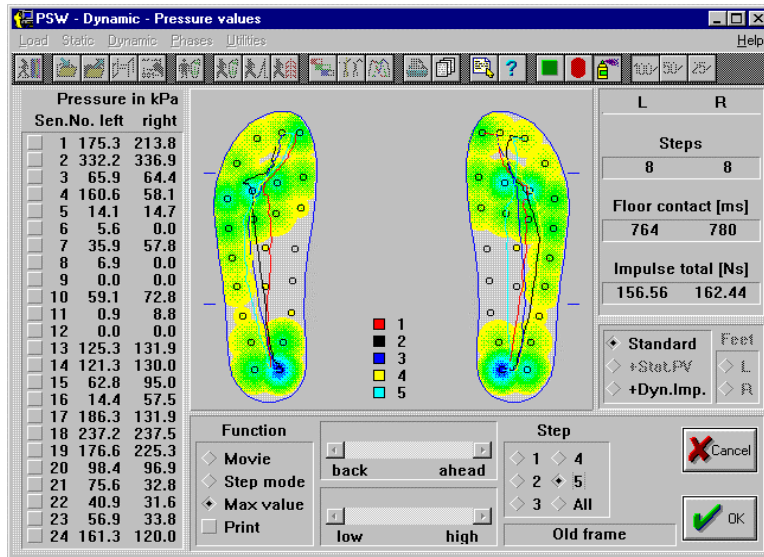 PSW - Dynamic - Pressure values
Load Static Dynamic Phases Utilities Help
100% 50% 25%
Pressure in kPa
Sen.No. left right
1 175.3 213.8
2 332.2 336.9
3 65.9 64.4
4 160.6 58.1
5 14.1 14.7
6 5.6 0.0
7 35.9 57.8
8 6.9 0.0
9 0.0 0.0
10 59.1 72.8
11 0.9 8.8
12 0.0 0.0
13 125.3 131.9
14 121.3 130.0
15 62.8 95.0
16 14.4 57.5
17 186.3 131.9
18 237.2 237.5
19 176.6 225.3
20 98.4 96.9
21 75.6 32.8
22 40.9 31.6
23 56.9 33.8
24 161.3 120.0
1
2
3
4
5
L R
Steps
8 8
Floor contact [ms]
764 780
Impulse total [Ns]
156.56 162.44
Standard
+Stat.PV
+Dyn.Imp.
Feet
L
R
Function
Movie
Step mode
Max value
Print
back ahead
low high
Step
1 4
2 5
3 All
Old frame
Cancel
OK